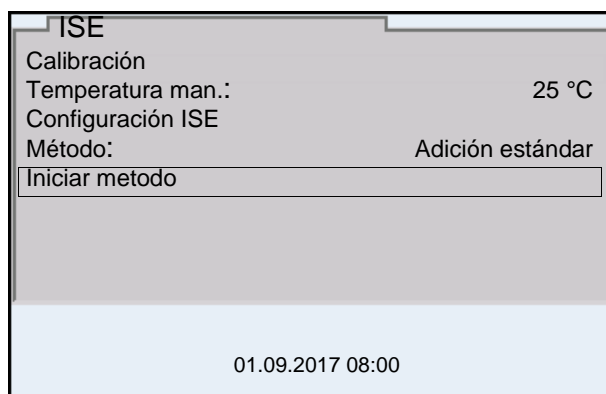 ISE
Calibración
Temperatura man.: 25 °C
Configuración ISE
Método: Adición estándar
Iniciar metodo
01.09.2017 08:00